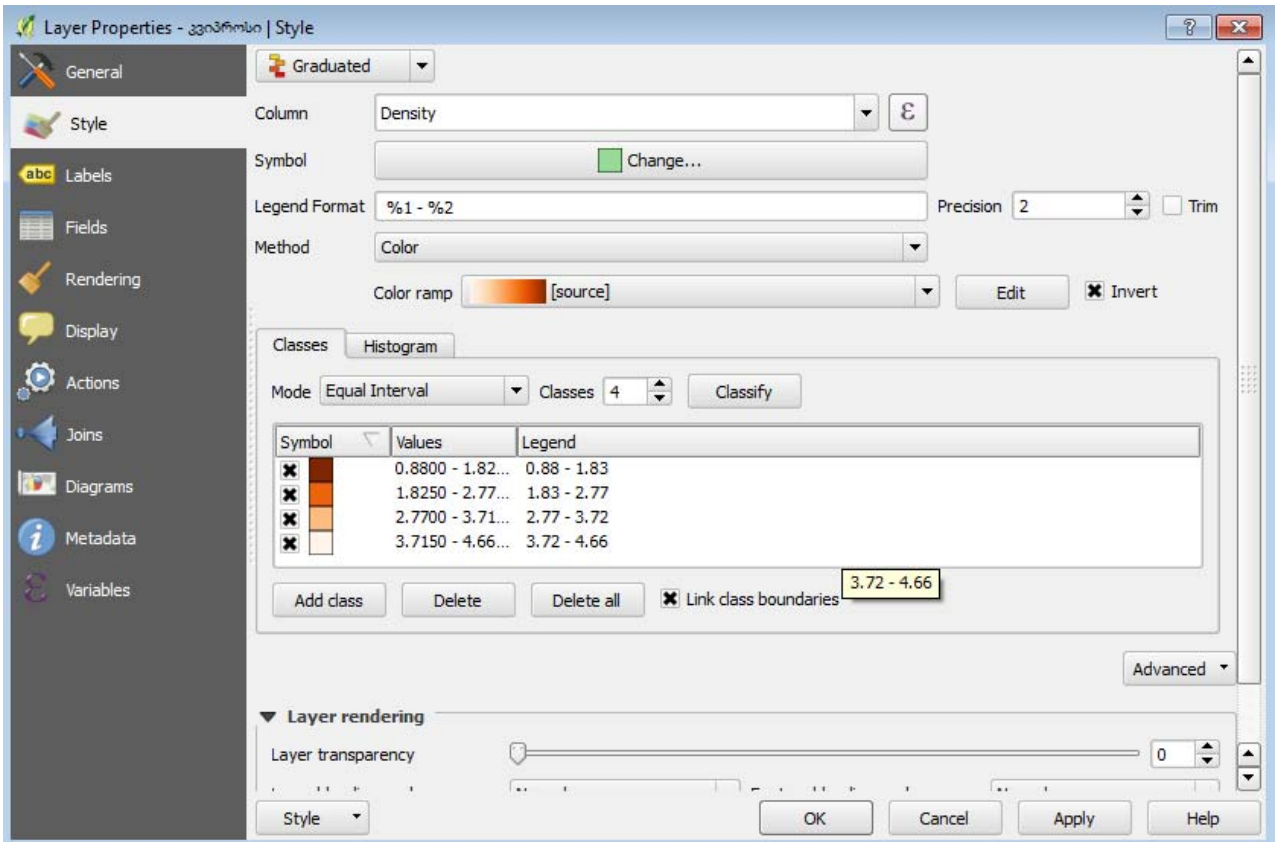 Layer Properties - კვიპროსი | Style
General
Style
Labels
Fields
Rendering
Display
Actions
Joins
Diagrams
Metadata
Variables
Graduated
Column Density ε
Symbol Change...
Legend Format %1 - %2 Precision 2 Trim
Method Color
Color ramp [source] Edit Invert
Classes Histogram
Mode Equal Interval Classes 4 Classify
Symbol Values Legend
0.8800 - 1.82... 0.88 - 1.83
1.8250 - 2.77... 1.83 - 2.77
2.7700 - 3.71... 2.77 - 3.72
3.7150 - 4.66... 3.72 - 4.66
3.72 - 4.66
Add class Delete Delete all Link class boundaries
Advanced
Layer rendering
Layer transparency 0
Style OK Cancel Apply Help